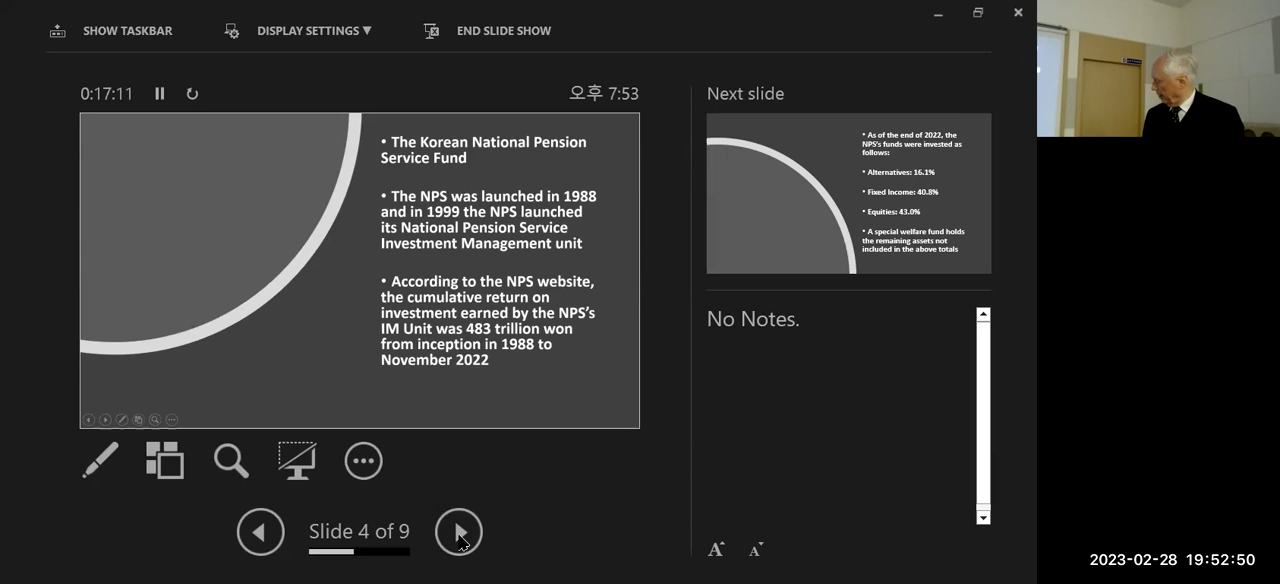 SHOW TASKBAR
DISPLAY SETTINGS ▼
END SLIDE SHOW
0:17:11
오후 7:53
• The Korean National Pension
Service Fund
• The NPS was launched in 1988
and in 1999 the NPS launched
its National Pension Service
Investment Management unit
• According to the NPS website,
the cumulative return on
investment earned by the NPS's
IM Unit was 483 trillion won
from inception in 1988 to
November 2022
Slide 4 of 9
Next slide
• As of the end of 2022, the
NPS's funds were invested as
follows:
• Alternatives: 16.1%
• Fixed Income: 40.8%
• Equities: 43.0%
• A special welfare fund holds
the remaining assets not
included in the above totals
No Notes.
A A
2023-02-28 19:52:50